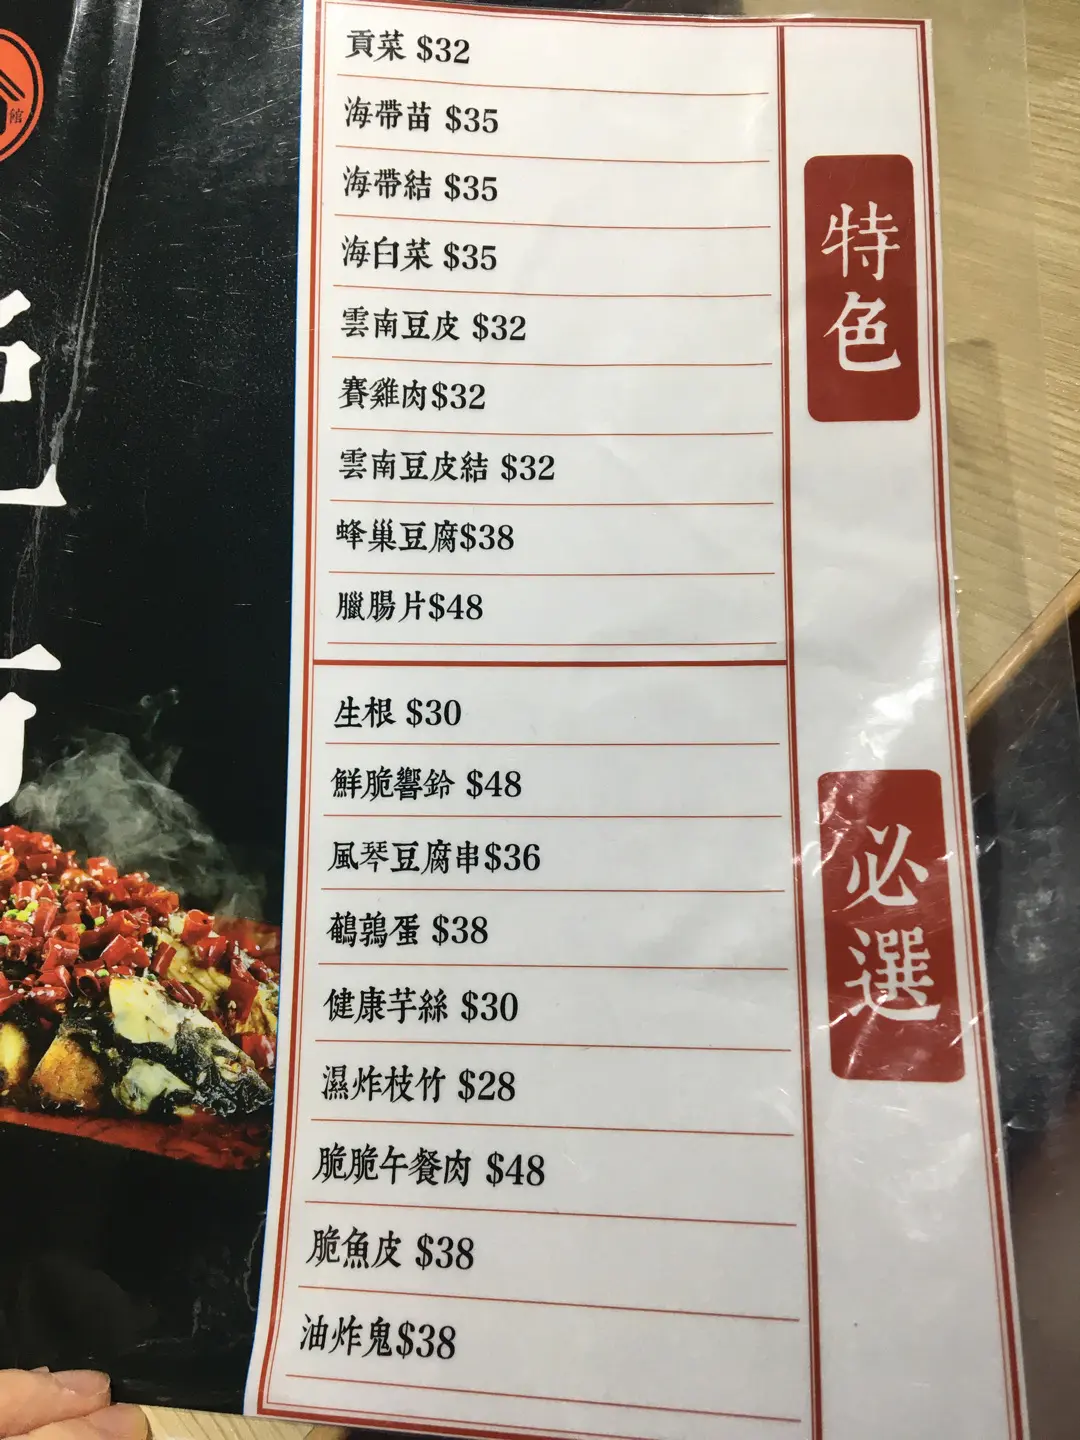 貢菜 $32
海帶苗 $35
海帶結 $35
海白菜 $35
雲南豆皮 $32
賽雞肉$32
雲南豆皮結 $32
蜂巢豆腐$38
臘腸片$48
特色
生根 $30
鮮脆響鈴 $48
風琴豆腐串$36
鵪鶉蛋 $38
健康芋絲 $30
濕炸枝竹 $28
脆脆午餐肉 $48
脆魚皮 $38
油炸鬼$38
必選
館